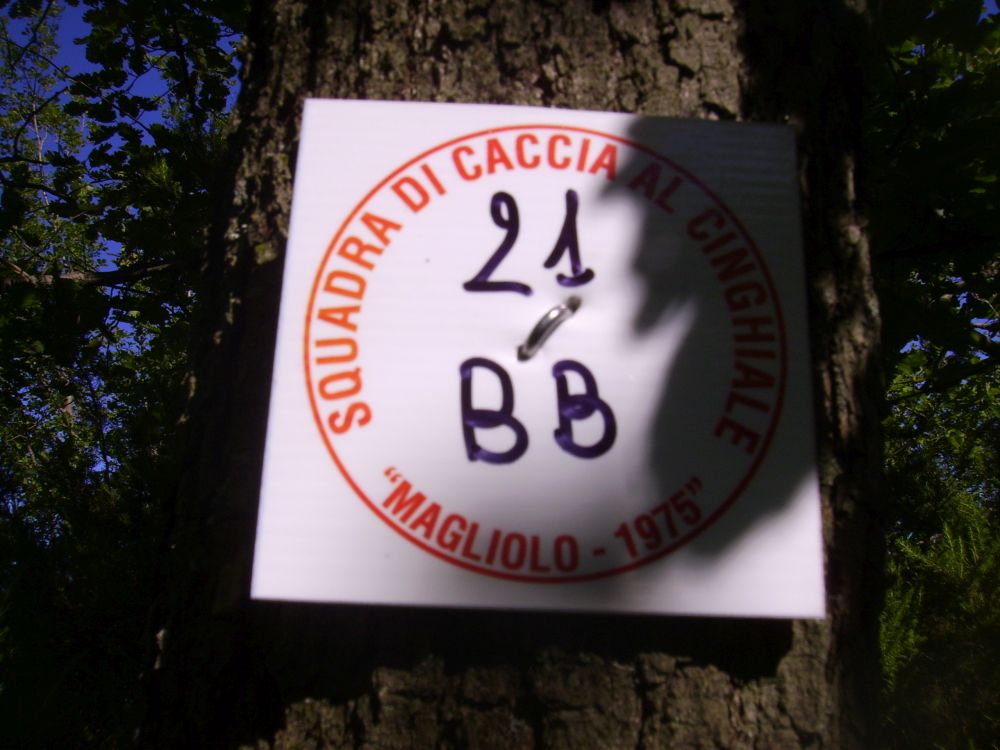 SQUADRA DI CACCIA AL CINGHIALE
21
BB
"MAGLIOLO - 1975"